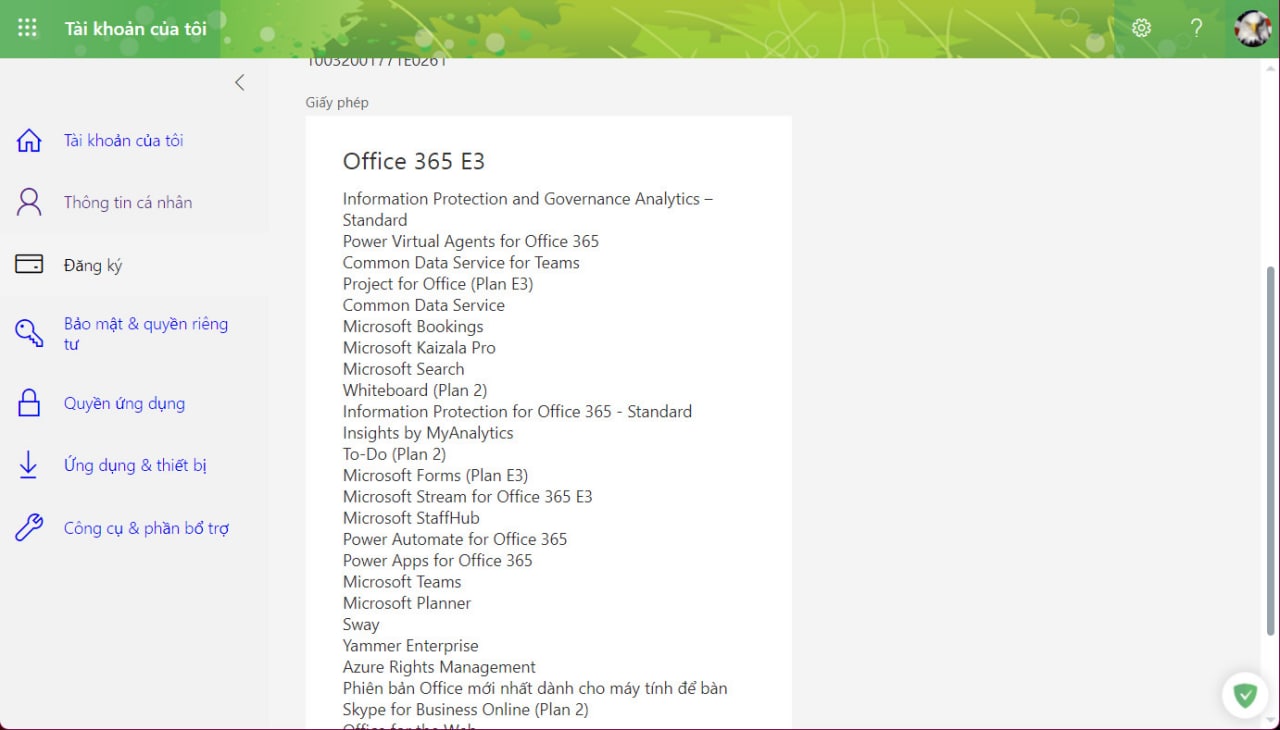 Tài khoản của tôi
?
10032001771E0261
Giấy phép
Tài khoản của tôi
Thông tin cá nhân
Đăng ký
Bảo mật & quyền riêng
tư
Quyền ứng dụng
Ứng dụng & thiết bị
Công cụ & phần bổ trợ
Office 365 E3
Information Protection and Governance Analytics –
Standard
Power Virtual Agents for Office 365
Common Data Service for Teams
Project for Office (Plan E3)
Common Data Service
Microsoft Bookings
Microsoft Kaizala Pro
Microsoft Search
Whiteboard (Plan 2)
Information Protection for Office 365 - Standard
Insights by MyAnalytics
To-Do (Plan 2)
Microsoft Forms (Plan E3)
Microsoft Stream for Office 365 E3
Microsoft StaffHub
Power Automate for Office 365
Power Apps for Office 365
Microsoft Teams
Microsoft Planner
Sway
Yammer Enterprise
Azure Rights Management
Phiên bản Office mới nhất dành cho máy tính để bàn
Skype for Business Online (Plan 2)
Office for the Web